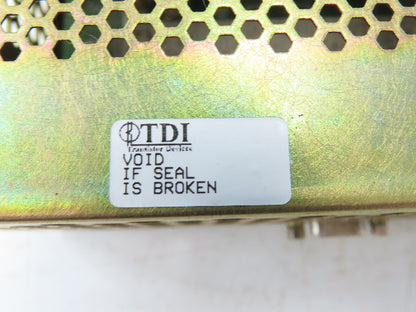 TDI
Transistor Devices
VOID
IF SEAL
IS BROKEN